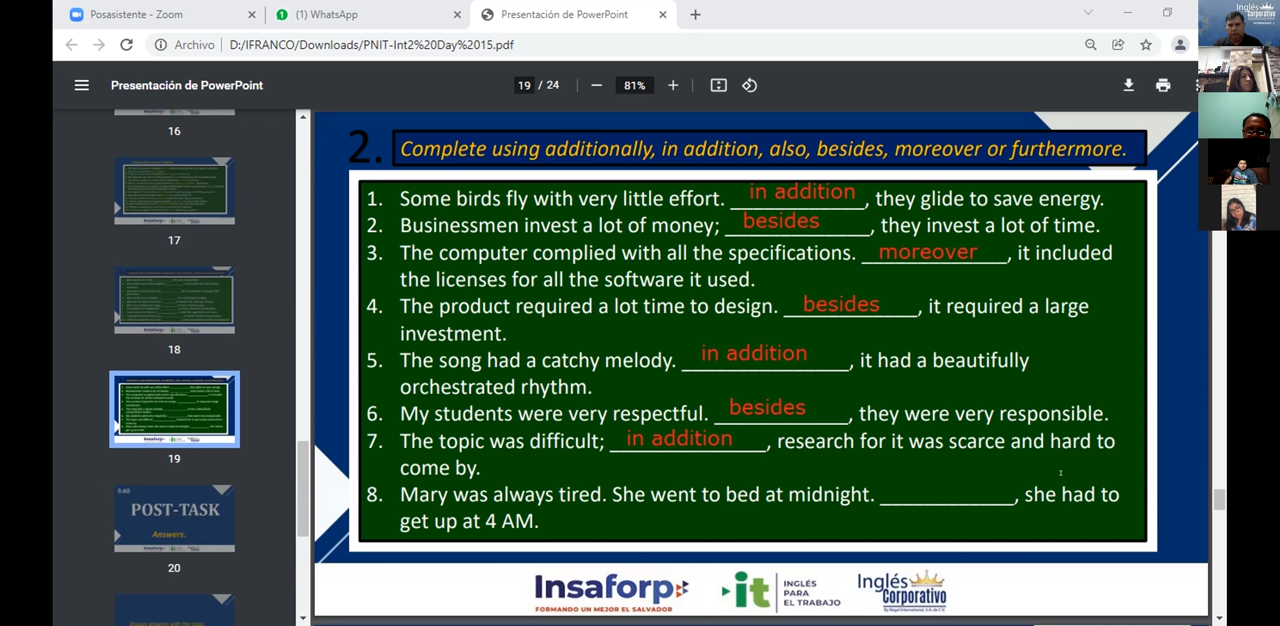 Posasistente - Zoom
(1) WhatsApp
Presentación de PowerPoint
Archivo
D:/IFRANCO/Downloads/PNIT-Int2%20Day%2015.pdf
Presentación de PowerPoint
19 / 24
81%
16
17
18
19
9:40
POST-TASK
Answers.
20
2. Complete using additionally, in addition, also, besides, moreover or furthermore.
1. Some birds fly with very little effort. in addition, they glide to save energy.
2. Businessmen invest a lot of money; besides, they invest a lot of time.
3. The computer complied with all the specifications. moreover, it included
the licenses for all the software it used.
4. The product required a lot time to design. besides, it required a large
investment.
5. The song had a catchy melody. in addition, it had a beautifully
orchestrated rhythm.
6. My students were very respectful. besides, they were very responsible.
7. The topic was difficult; in addition, research for it was scarce and hard to
come by.
8. Mary was always tired. She went to bed at midnight. ____________, she had to
get up at 4 AM.
Insaforp
FORMANDO UN MEJOR EL SALVADOR
it
INGLÉS
PARA
EL TRABAJO
Inglés
Corporativo
Inglés
Corporativo